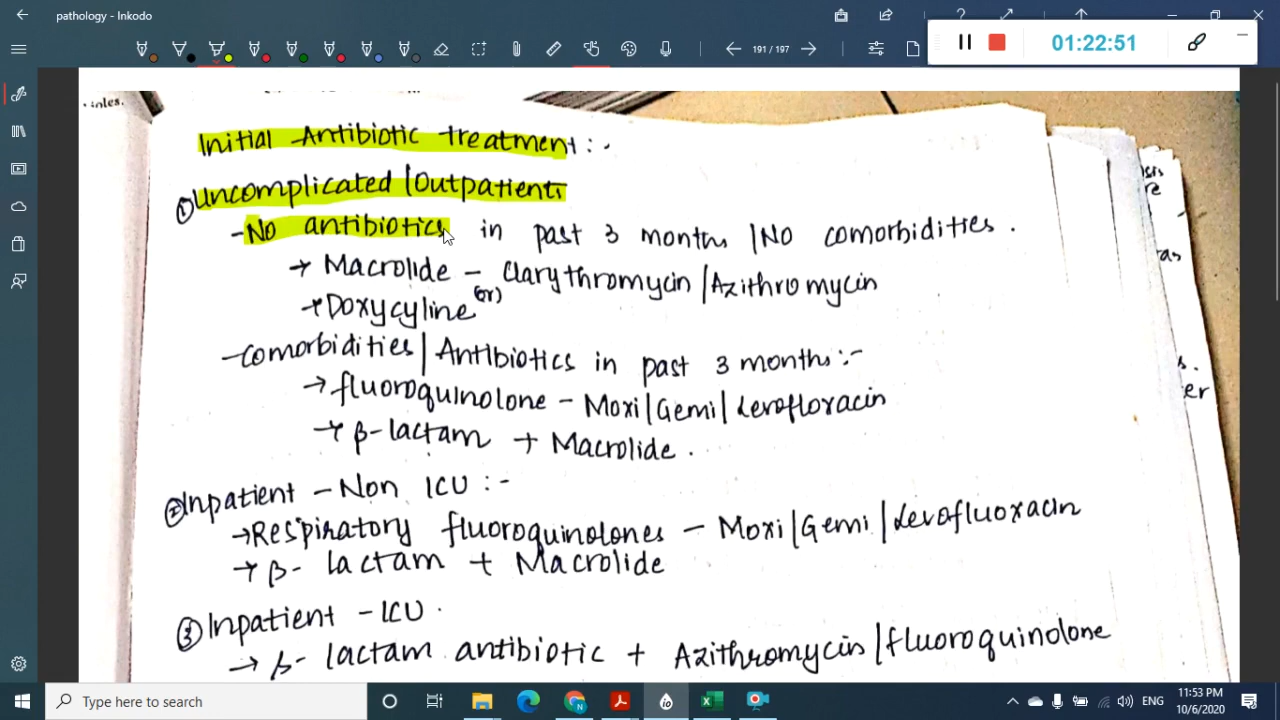 pathology - Inkodo
191 / 197
01:22:51
Initial Antibiotic treatment : -
① Uncomplicated | Outpatient.
- No antibiotics in past 3 months | No comorbidities .
→ Macrolide - Clarythromycin | Azithromycin
(or)
→ Doxycyline
- Comorbidities | Antibiotics in past 3 months :-
→ fluoroquinolone - Moxi | Gemi | Levofloxacin
→ β-lactam + Macrolide .
② Inpatient - Non ICU : -
→ Respiratory fluoroquinolones - Moxi | Gemi | Levofluoxacin
→ β- lactam + Macrolide
③ Inpatient - ICU .
→ β- lactam antibiotic + Azithromycin | fluoroquinolone
Type here to search
ENG
11:53 PM
10/6/2020